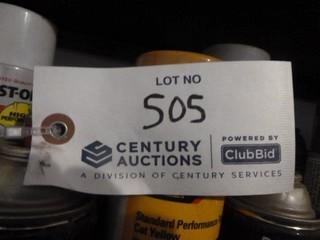 LOT NO
505
CENTURY
AUCTIONS
POWERED BY
ClubBid
A DIVISION OF CENTURY SERVICES
Standard Performance
Cat Yellow